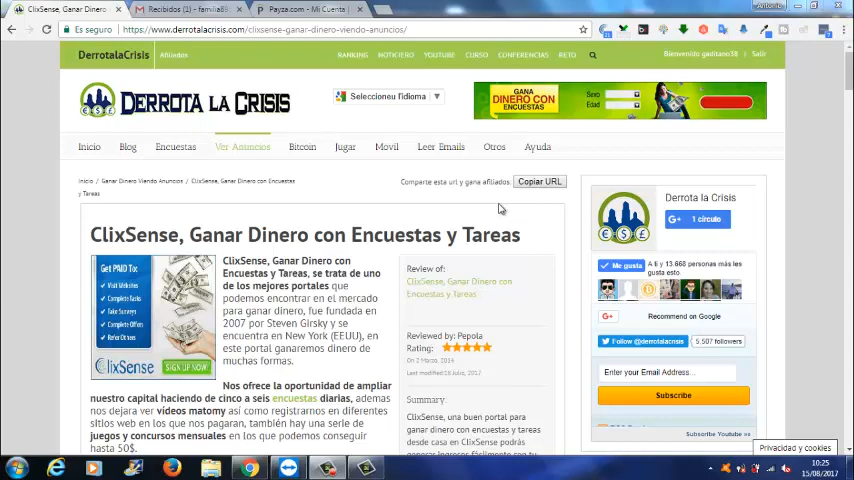 Antonio
ClixSense, Ganar Dinero
Recibidos (1) - familia89
Payza.com - Mi Cuenta
Es seguro
https://www.derrotalacrisis.com/clixsense-ganar-dinero-viendo-anuncios/
DerrotalaCrisis
Afiliados
RANKING NOTICIERO YOUTUBE CURSO CONFERENCIAS RETO
Bienvenido gaditano38 Salir
DERROTA LA CRISIS
Seleccioneu l'idioma
GANA
DINERO CON
ENCUESTAS
Sexo
Edad
Inicio Blog Encuestas Ver Anuncios Bitcoin Jugar Movil Leer Emails Otros Ayuda
Inicio / Ganar Dinero Viendo Anuncios / ClixSense, Ganar Dinero con Encuestas
y Tareas
Comparte esta url y gana afiliados: Copiar URL
ClixSense, Ganar Dinero con Encuestas y Tareas
Get PAID To:
Visit Websites
Complete Tasks
Take Surveys
Complete Offers
Refer Others
ClixSense
SIGN UP NOW!
ClixSense, Ganar Dinero con
Encuestas y Tareas, se trata de uno
de los mejores portales que
podemos encontrar en el mercado
para ganar dinero, fue fundada en
2007 por Steven Girsky y se
encuentra en New York (EEUU), en
este portal ganaremos dinero de
muchas formas.
Nos ofrece la oportunidad de ampliar
nuestro capital haciendo de cinco a seis encuestas diarias, ademas
nos dejara ver vídeos matomy así como registrarnos en diferentes
sitios web en los que nos pagaran, también hay una serie de
juegos y concursos mensuales en los que podemos conseguir
hasta 50$.
Review of:
ClixSense, Ganar Dinero con
Encuestas y Tareas
Reviewed by: Pepola
Rating:
On 2 Marzo, 2014
Last modified:18 Julio, 2017
Summary:
ClixSense, una buen portal para
ganar dinero con encuestas y tareas
desde casa en ClixSense podrás
Derrota la Crisis
G+ 1 círculo
Me gusta
A ti y 13.668 personas más les
gusta esto.
G+ Recommend on Google
Follow @derrotalacrisis
5,507 followers
Enter your Email Address...
Subscribe
Subscribe Youtube »«
Privacidad y cookies
10:25
15/08/2017